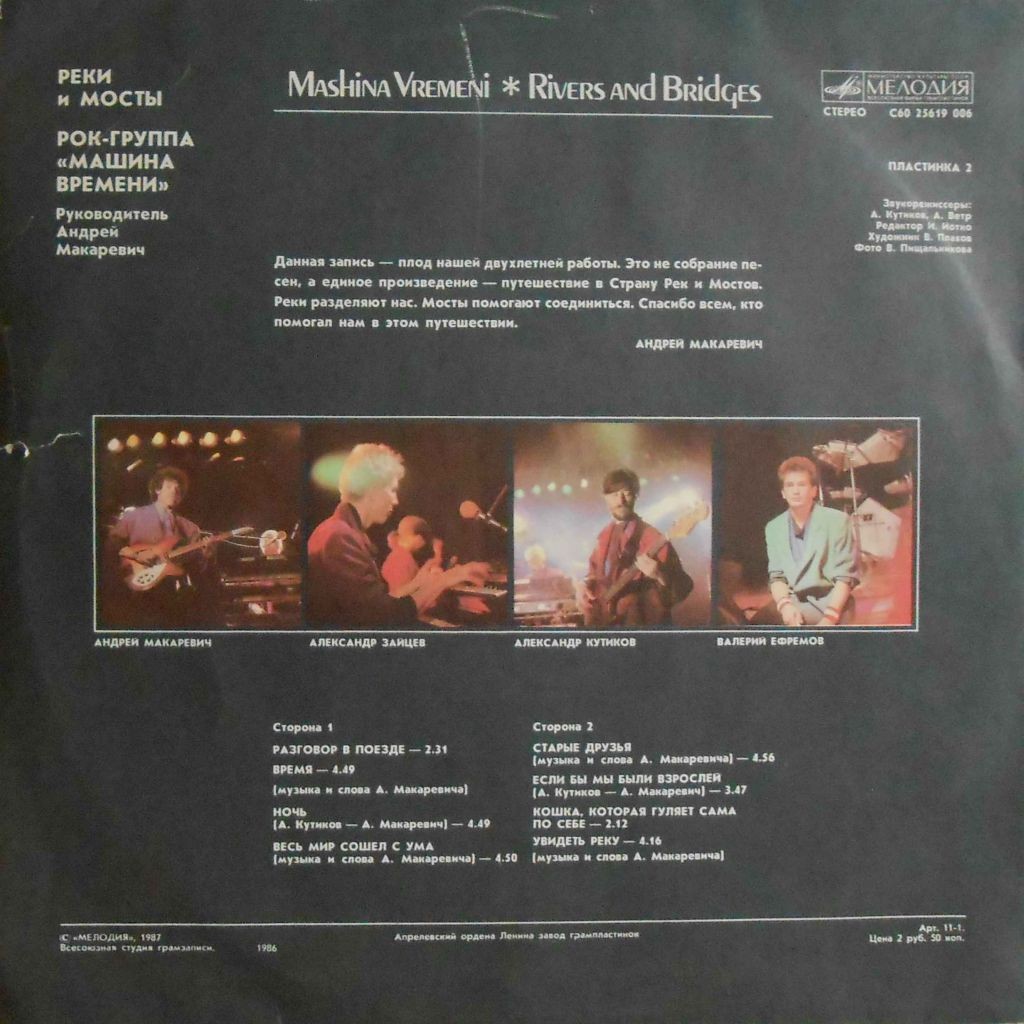 РЕКИ
и МОСТЫ
РОК-ГРУППА
«МАШИНА
ВРЕМЕНИ»
Руководитель
Андрей
Макаревич
MASHINA VREMENI * RIVERS AND BRIDGES
МИНИСТЕРСТВО КУЛЬТУРЫ СССР
МЕЛОДИЯ
ВСЕСОЮЗНАЯ ФИРМА ГРАМПЛАСТИНОК
СТЕРЕО С60 25619 006
ПЛАСТИНКА 2
Звукорежиссеры:
А. Кутиков, А. Ветр
Редактор И. Йотко
Художник В.
Фото В. Пищальникова
Данная запись — плод нашей двухлетней работы. Это не собрание пе-
сен, а единое произведение — путешествие в Страну Рек и Мостов.
Реки разделяют нас. Мосты помогают соединиться. Спасибо всем, кто
помогал нам в этом путешествии.
АНДРЕЙ МАКАРЕВИЧ
АНДРЕЙ МАКАРЕВИЧ АЛЕКСАНДР ЗАЙЦЕВ АЛЕКСАНДР КУТИКОВ ВАЛЕРИЙ ЕФРЕМОВ
Сторона 1
РАЗГОВОР В ПОЕЗДЕ — 2.31
ВРЕМЯ — 4.49
(музыка и слова А. Макаревича)
НОЧЬ
(А. Кутиков — А. Макаревич) — 4.49
ВЕСЬ МИР СОШЕЛ С УМА
(музыка и слова А. Макаревича) — 4.50
Сторона 2
СТАРЫЕ ДРУЗЬЯ
(музыка и слова А. Макаревича) — 4.56
ЕСЛИ БЫ МЫ БЫЛИ ВЗРОСЛЕЙ
(А. Кутиков — А. Макаревич) — 3.47
КОШКА, КОТОРАЯ ГУЛЯЕТ САМА
ПО СЕБЕ — 2.12
УВИДЕТЬ РЕКУ — 4.16
(музыка и слова А. Макаревича)
© «МЕЛОДИЯ», 1987
Всесоюзная студия грамзаписи. 1986
Апрелевский ордена Ленина завод грампластинок
Арт. 11-1.
Цена 2 руб. 50 коп.